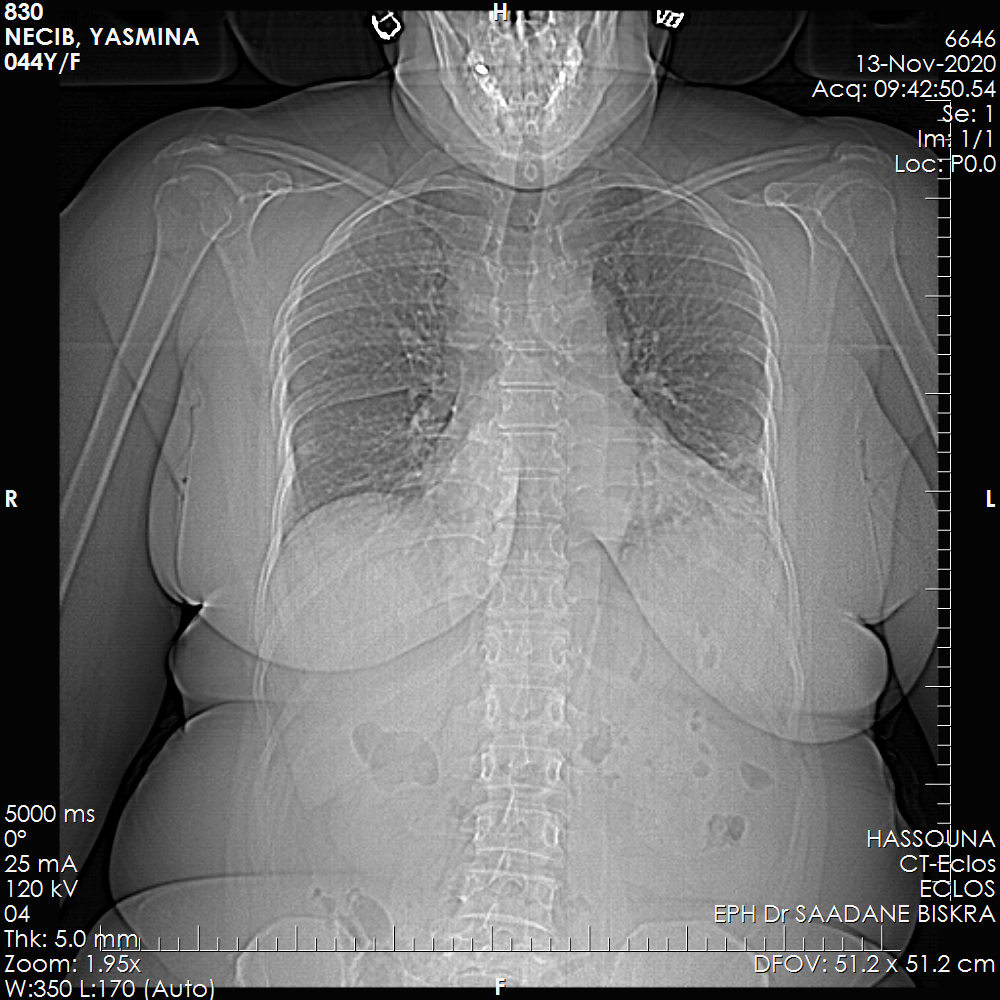 830
NECIB, YASMINA
044Y/F
H
6646
13-Nov-2020
Acq: 09:42:50.54
Se: 1
Im: 1/1
Loc: P0.0
R
L
5000 ms
0°
25 mA
120 kV
04
Thk: 5.0 mm
Zoom: 1.95x
W:350 L:170 (Auto)
F
HASSOUNA
CT-Eclos
ECLOS
EPH Dr SAADANE BISKRA
DFOV: 51.2 x 51.2 cm